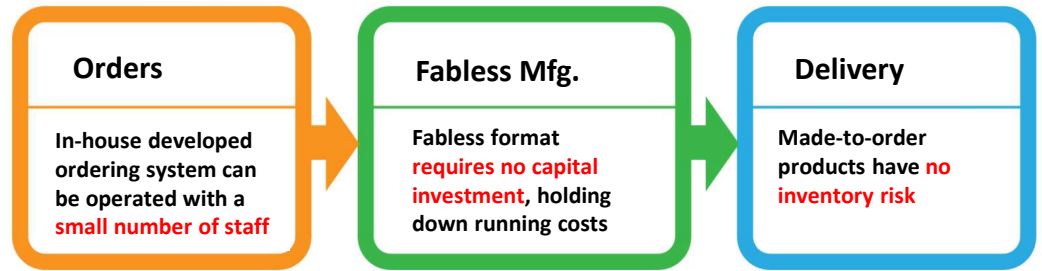 Orders
In-house developed
ordering system can
be operated with a
small number of staff
Fabless Mfg.
Fabless format
requires no capital
investment, holding
down running costs
Delivery
Made-to-order
products have no
inventory risk